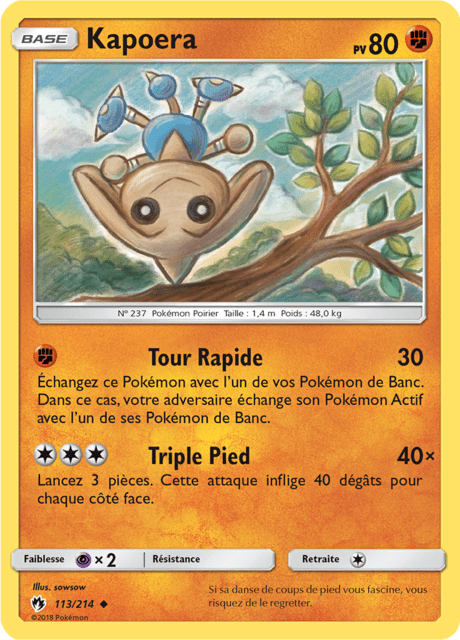 BASE Kapoera PV 80
N° 237 Pokémon Poirier Taille : 1,4 m Poids : 48,0 kg
Tour Rapide 30
Échangez ce Pokémon avec l'un de vos Pokémon de Banc.
Dans ce cas, votre adversaire échange son Pokémon Actif
avec l'un de ses Pokémon de Banc.
Triple Pied 40×
Lancez 3 pièces. Cette attaque inflige 40 dégâts pour
chaque côté face.
Faiblesse ×2 Résistance Retraite
Illus. sowsow
113/214
©2018 Pokémon
Si sa danse de coups de pied vous fascine, vous
risquez de le regretter.